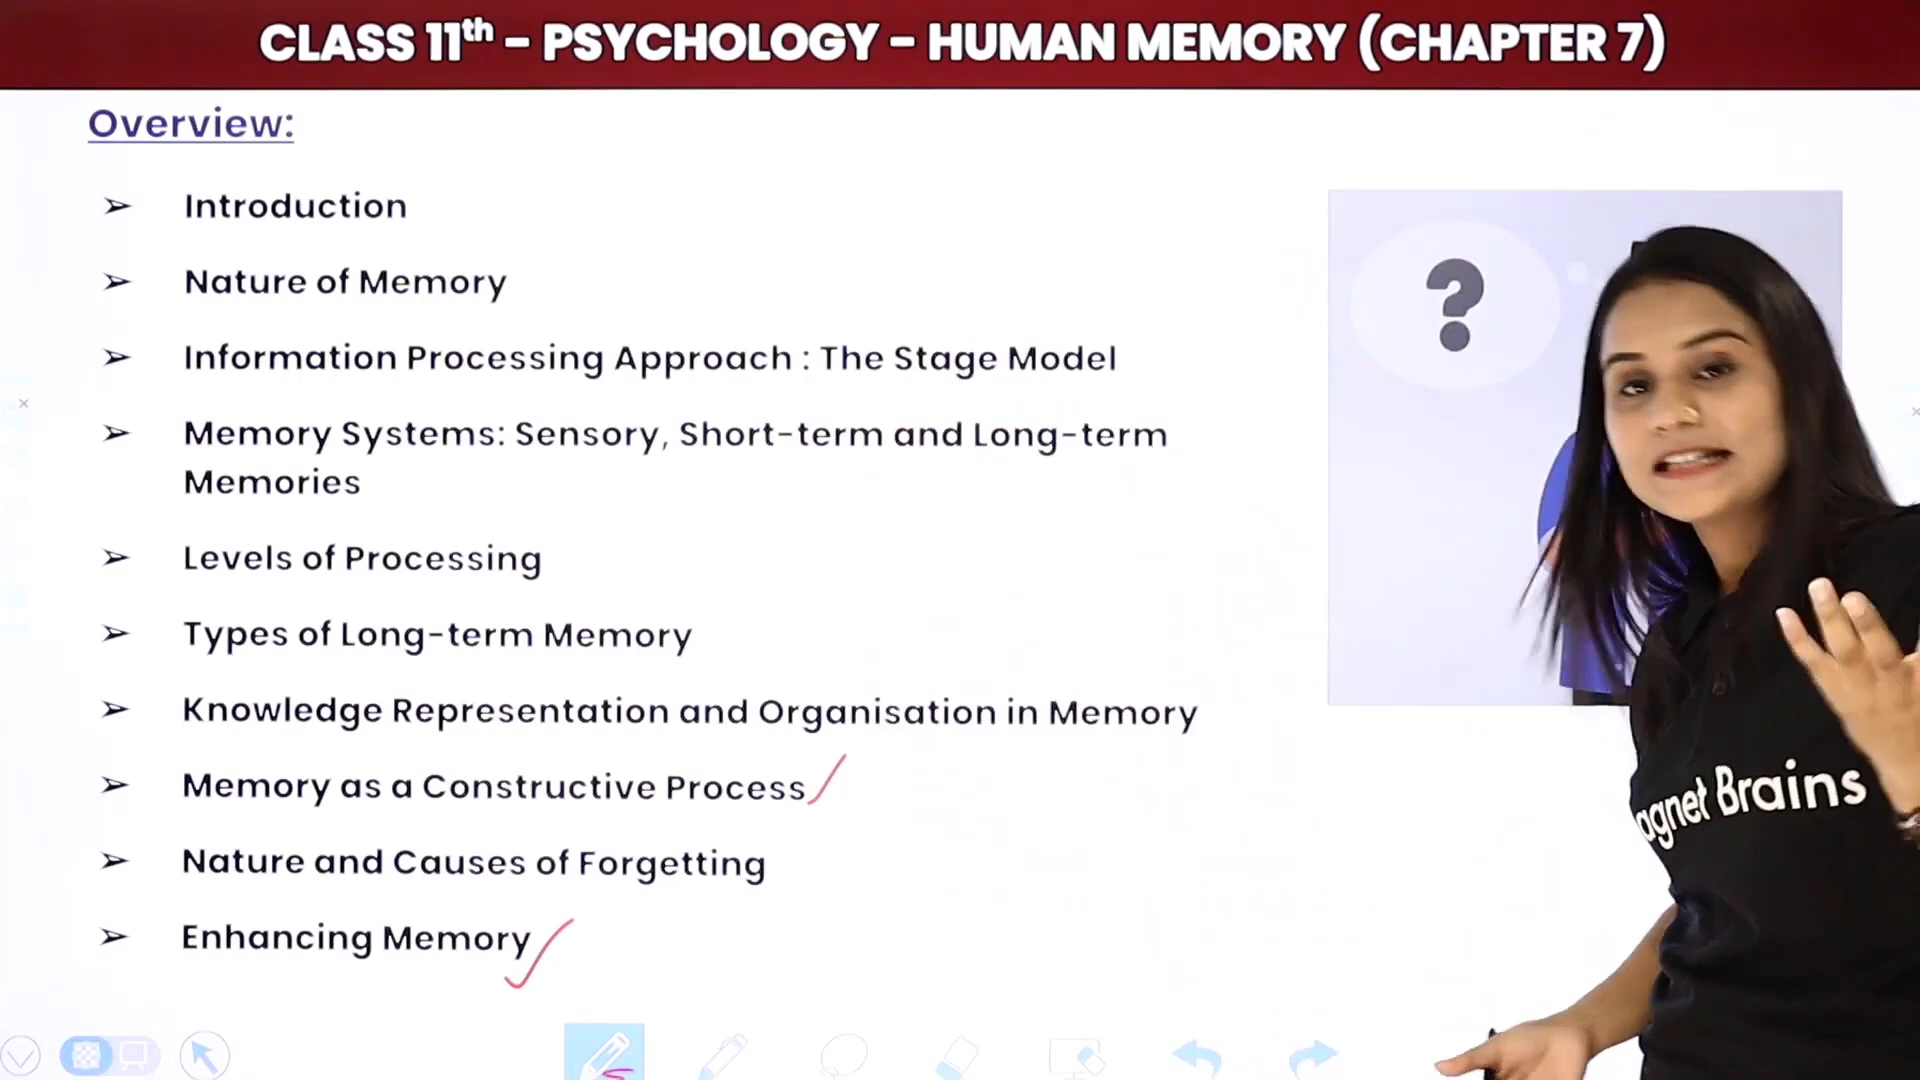 CLASS 11th - PSYCHOLOGY - HUMAN MEMORY (CHAPTER 7)
Overview:
➢ Introduction
➢ Nature of Memory
➢ Information Processing Approach : The Stage Model
➢ Memory Systems: Sensory, Short-term and Long-term
Memories
➢ Levels of Processing
➢ Types of Long-term Memory
➢ Knowledge Representation and Organisation in Memory
➢ Memory as a Constructive Process
➢ Nature and Causes of Forgetting
➢ Enhancing Memory
?
agnet Brains